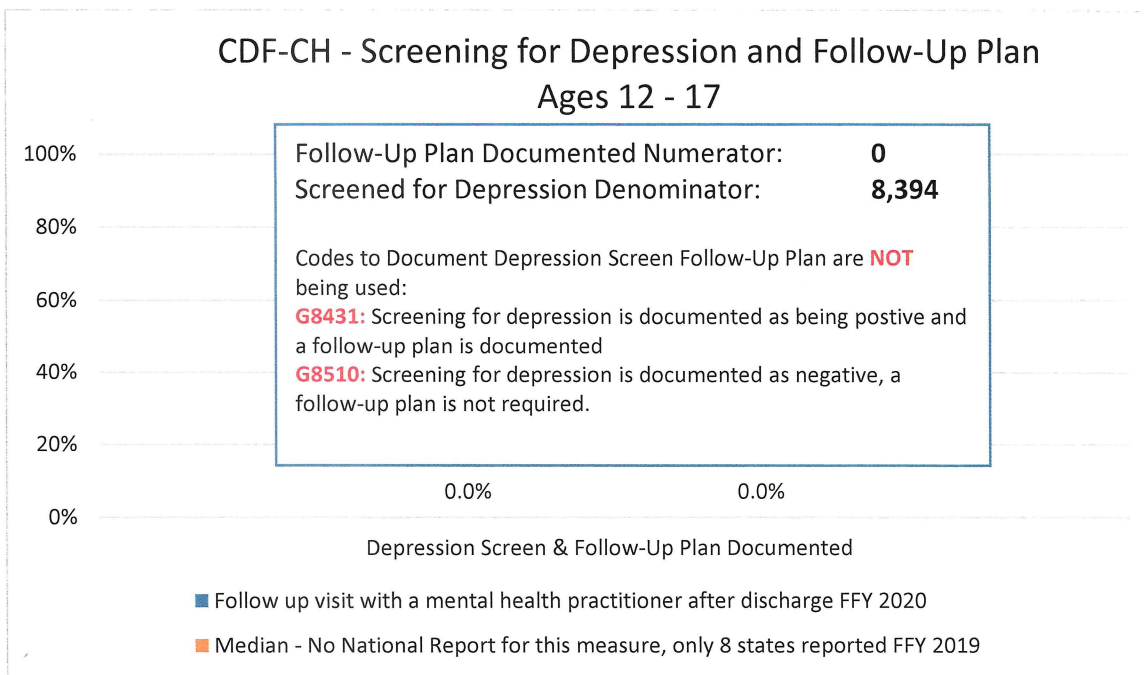 CDF-CH - Screening for Depression and Follow-Up Plan
Ages 12 - 17
Follow-Up Plan Documented Numerator: 0
Screened for Depression Denominator: 8,394
Codes to Document Depression Screen Follow-Up Plan are NOT
being used:
G8431: Screening for depression is documented as being postive and
a follow-up plan is documented
G8510: Screening for depression is documented as negative, a
follow-up plan is not required.
100%
80%
60%
40%
20%
0%
0.0% 0.0%
Depression Screen & Follow-Up Plan Documented
Follow up visit with a mental health practitioner after discharge FFY 2020
Median - No National Report for this measure, only 8 states reported FFY 2019